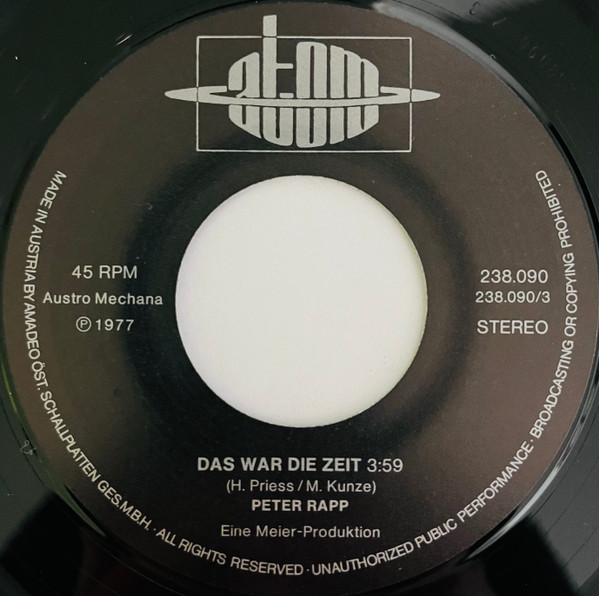 atom
45 RPM
Austro Mechana
Ⓟ 1977
238.090
238.090/3
STEREO
DAS WAR DIE ZEIT 3:59
(H. Priess / M. Kunze)
PETER RAPP
Eine Meier-Produktion
MADE IN AUSTRIA BY AMADEO ÖST. SCHALLPLATTEN GES.M.B.H. · ALL RIGHTS RESERVED · UNAUTHORIZED PUBLIC PERFORMANCE · BROADCASTING OR COPYING PROHIBITED